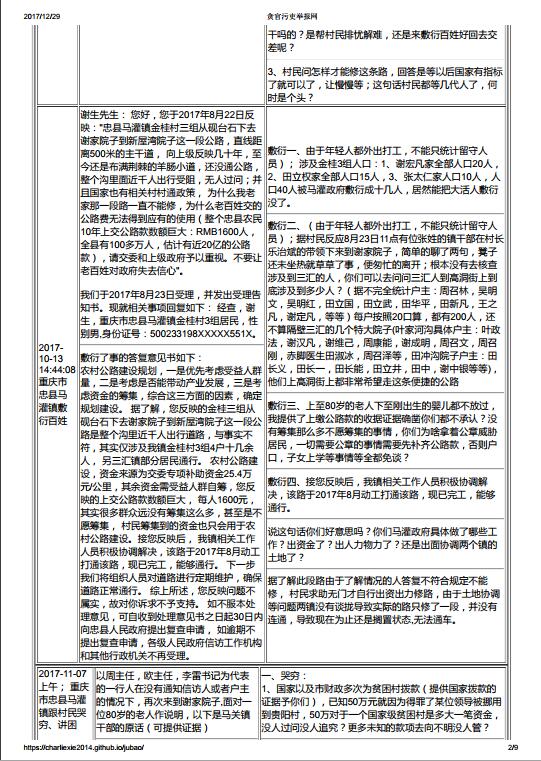 2017/12/29
贪官污吏举报网
干吗的？是帮村民排忧解难，还是来敷衍百姓好回去交
差呢？
3、村民问怎样才能修这条路，回答是等以后国家有指标
了就可以了，让慢慢等；这句话村民都等几代人了，何
时是个头？
2017-
10-13
14:44:08
重庆市
忠县马
灌镇敷
衍百姓
谢生先生： 您好，您于2017年8月22日反
映："忠县马灌镇金桂村三组从砚台石下去
谢家院子到新屋湾院子这一段公路，直线距
离500米的主干道， 向上级反映几十年，至
今还是布满荆棘的羊肠小道，还没通公路，
整个沟里面近千人出行受阻，无人过问；并
且国家也有相关村村通政策， 为什么我老
家那一段路一直不能修，为什么老百姓交的
公路费无法得到应有的使用（ 整个忠县农民
10年上交公路款数额巨大：RMB1600人，
全县有100多万人，估计有近20亿的公路
款），请交委和上级政府予以重视。不要让
老百姓对政府失去信心"。
我们于2017年8月23日受理，并发出受理告
知书。现就相关事项回复如下： 经查，谢
生，重庆市忠县马灌镇金桂村3组居民，性
别男,身份证号：500233198XXXXX551X。
敷衍了事的答复意见书如下：
农村公路建设规划，一是优先考虑受益人群
量，二是考虑是否能带动产业发展，三是考
虑资金的筹集，综合这三方面的因素，确定
规划建设。 据了解，您反映的金桂三组从砚
台石下去谢家院子到新屋湾院子这一段公
路是整个沟里近千人出行道路，与事实不
符，其实仅涉及我镇金桂村3组4户十几余
人，另三汇镇部分居民通行。 农村公路建
设，资金来源为交委专项补助资金25.4万
元/公里，其余资金需受益人群自筹，您反
映的上交公路款数额巨大， 每人1600元，
其实很多群众远没有筹集这么多，甚至是不
愿筹集， 村民筹集到的资金也只会用于农
村公路建设。接您反映后， 我镇相关工作
人员积极协调解决，该路于2017年8月动工
打通该路，现已完工，能够通行。 下一步
我们将组织人员对道路进行定期维护，确保
道路正常通行。 综上所述，您反映问题不
属实，故对你诉求不予支持。 如不服本处
理意见，可自收到处理意见书之日起30日内
向忠县人民政府提出复查申请，如逾期不
提出复查申请，各级人民政府信访工作机构
和其他行政机关不再受理。
敷衍一、由于年轻人都外出打工，不能只统计留守人
员）；涉及金桂3组人口：1、谢宏凡家全部人口20人，
2、田立权家全部人口15人；3、张太仁家人口10人，人
口40人被马灌政府敷衍成十几人，居然能把大活人敷衍
没了。
敷衍二、（由于年轻人都外出打工，不能只统计留守人
员）；据村民反应8月23日11点有位张姓的镇干部在村长
乐治斌的带领下来到谢家院子，简单的聊了两句，凳子
还未坐热就草草了事，便匆忙的离开；根本没有去核查
涉及到三汇的人，你们可以去问问三汇人到高洞街上到
底涉及到多少人？（ 据不完全统计户主：周召林，吴明
文，吴明红，田立国，田立武，田华平，田新凡，王之
凡，谢定凡，等等）每户按照20口算，都有200人，还
不算隔壁三汇的几个特大院子(叶家河沟具体户主：叶政
法，谢汉凡，谢维己，周康能，谢成明，周召文，周召
刚，赤脚医生田淑冰，周召泽等，田冲沟院子户主：田
长义，田长一，田长能，田立井，田中，谢中银等等)，
他们上高洞街上都非常希望走这条便捷的公路
敷衍三、上至80岁的老人下至刚出生的婴儿都不放过，
我提供了上缴公路款的收据证据确凿你们都不承认？没
有筹集那么多不愿筹集的事情，你们为啥拿着公章威胁
居民，一切需要公章的事情需要先补齐公路款，否则户
口，子女上学等事情等全都免谈？
敷衍四、接您反映后，我镇相关工作人员积极协调解
决，该路于2017年8月动工打通该路，现已完工，能够
通行。
说这句话你们好意思吗？你们马灌政府具体做了哪些工
作？出资金了？出人力物力了？还是出面协调两个镇的
土地了？
据了解此段路由于了解情况的人答复不符合规定不能
修， 村民求助无门才自行出资出力修路，由于土地协调
等问题两镇没有谈拢导致实际的路只修了一段，并没有
连通，导致现在为止还是搁置状态,无法通车。
2017-11-07
上午； 重庆
市忠县马灌
镇跟村民哭
穷、讲困
以周主任，欧主任，李雷书记为代表
的一行人在没有通知信访人或者户主
的情况下，再次来到谢家院子,面对一
位80岁的老人作说明，以下是马关镇
干部的原话（可提供证据）
一、哭穷：
1、国家以及市财政多次为贫困村拨款（ 提供国家拨款的
证据予你们），已知50万元就因为得罪了某位领导被挪用
到贵阳村，50万对于一个国家级贫困村是多大一笔资金，
没人过问没人追究？更多未知的款项去向不明没人管？
https://charliexie2014.github.io/jubao/
2/9